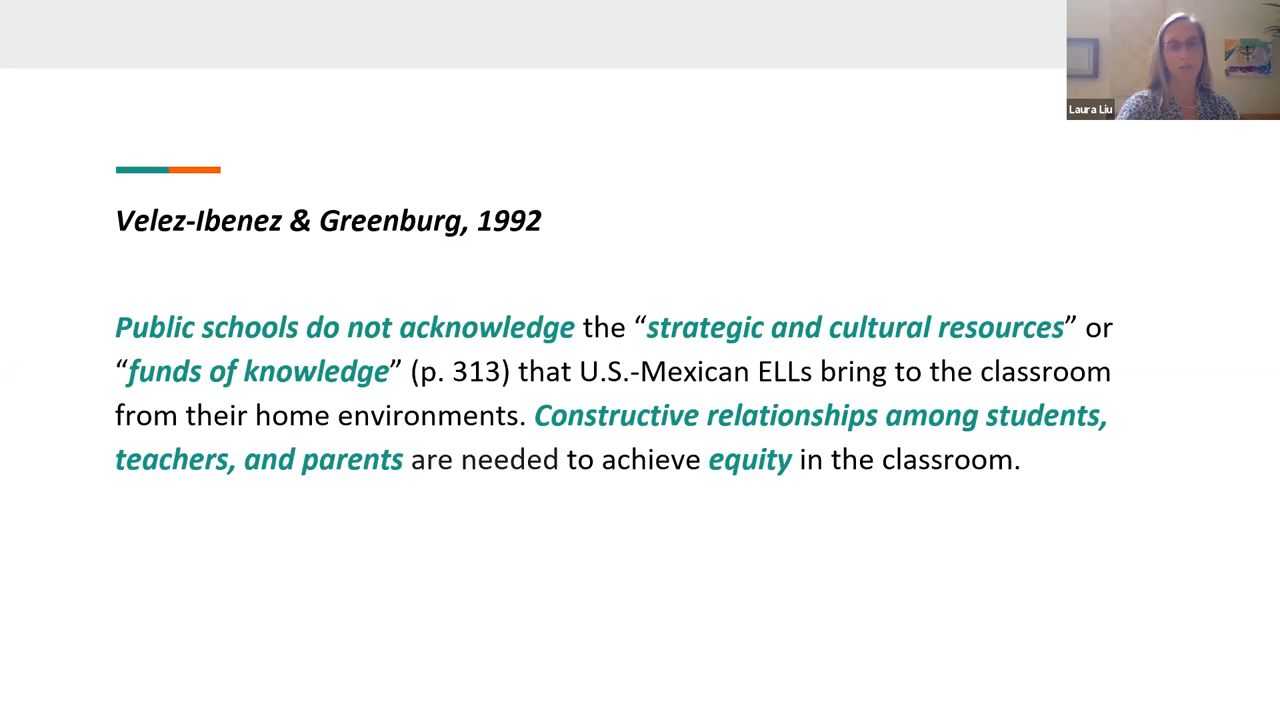 Laura Liu
Velez-Ibenez & Greenburg, 1992
Public schools do not acknowledge the “strategic and cultural resources” or
“funds of knowledge” (p. 313) that U.S.-Mexican ELLs bring to the classroom
from their home environments. Constructive relationships among students,
teachers, and parents are needed to achieve equity in the classroom.